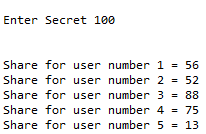 Enter Secret 100
Share for user number 1 = 56
Share for user number 2 = 52
Share for user number 3 = 88
Share for user number 4 = 75
Share for user number 5 = 13